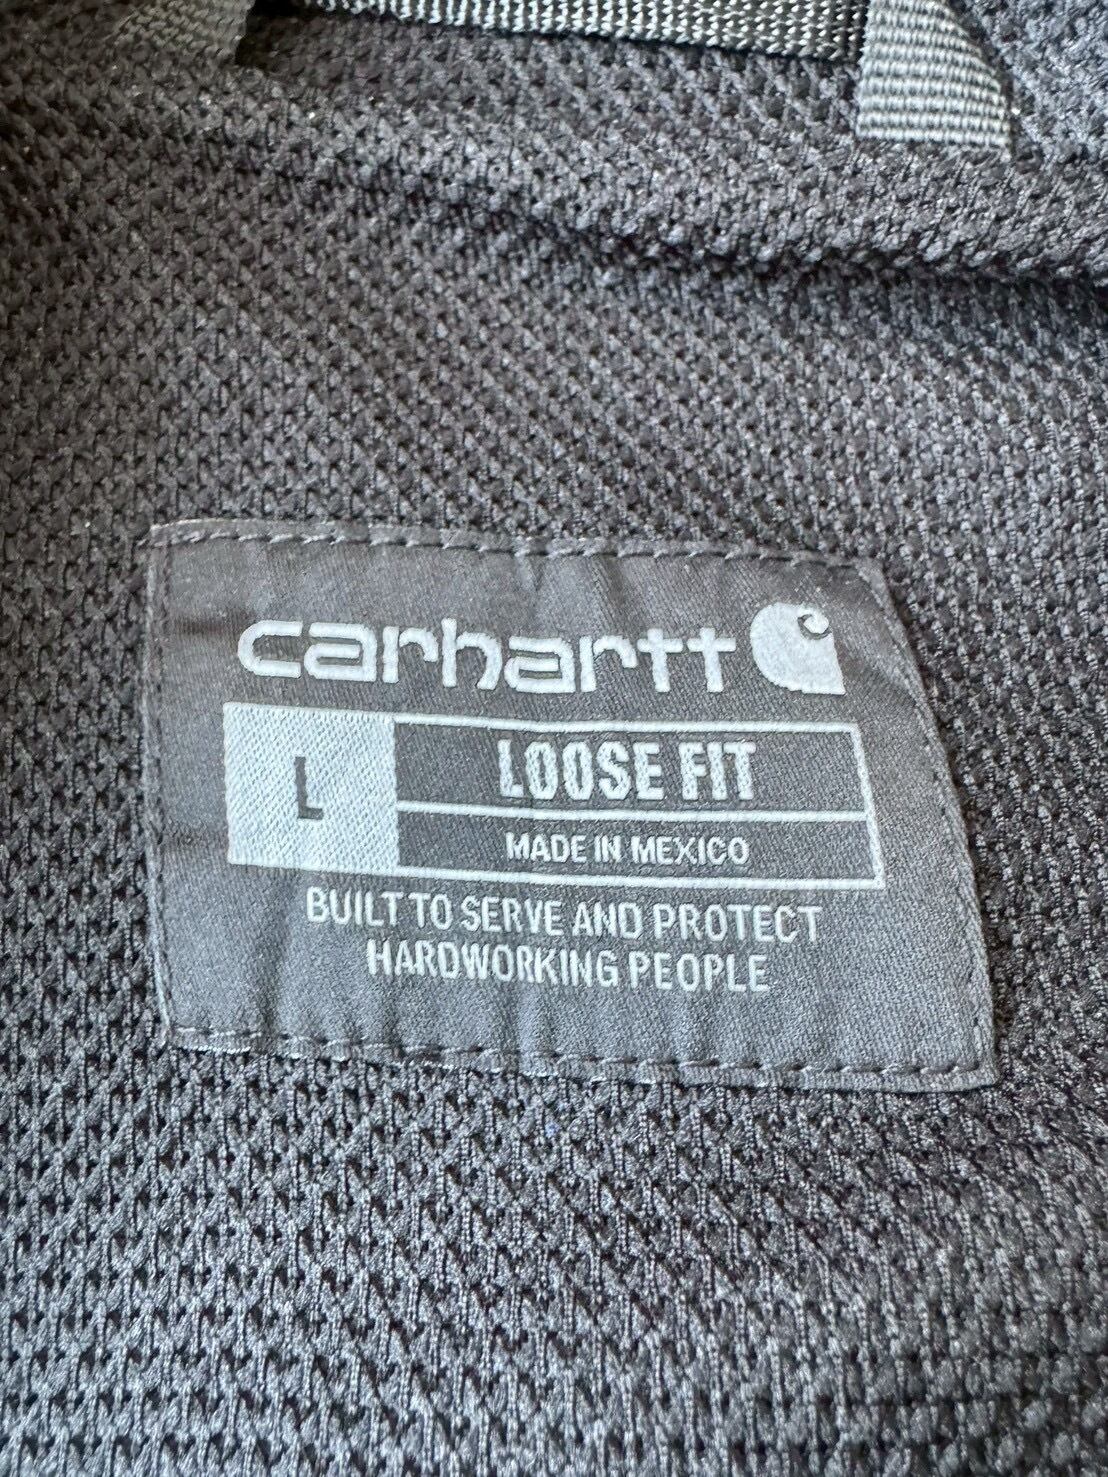 carhartt
L
LOOSE FIT
MADE IN MEXICO
BUILT TO SERVE AND PROTECT
HARDWORKING PEOPLE